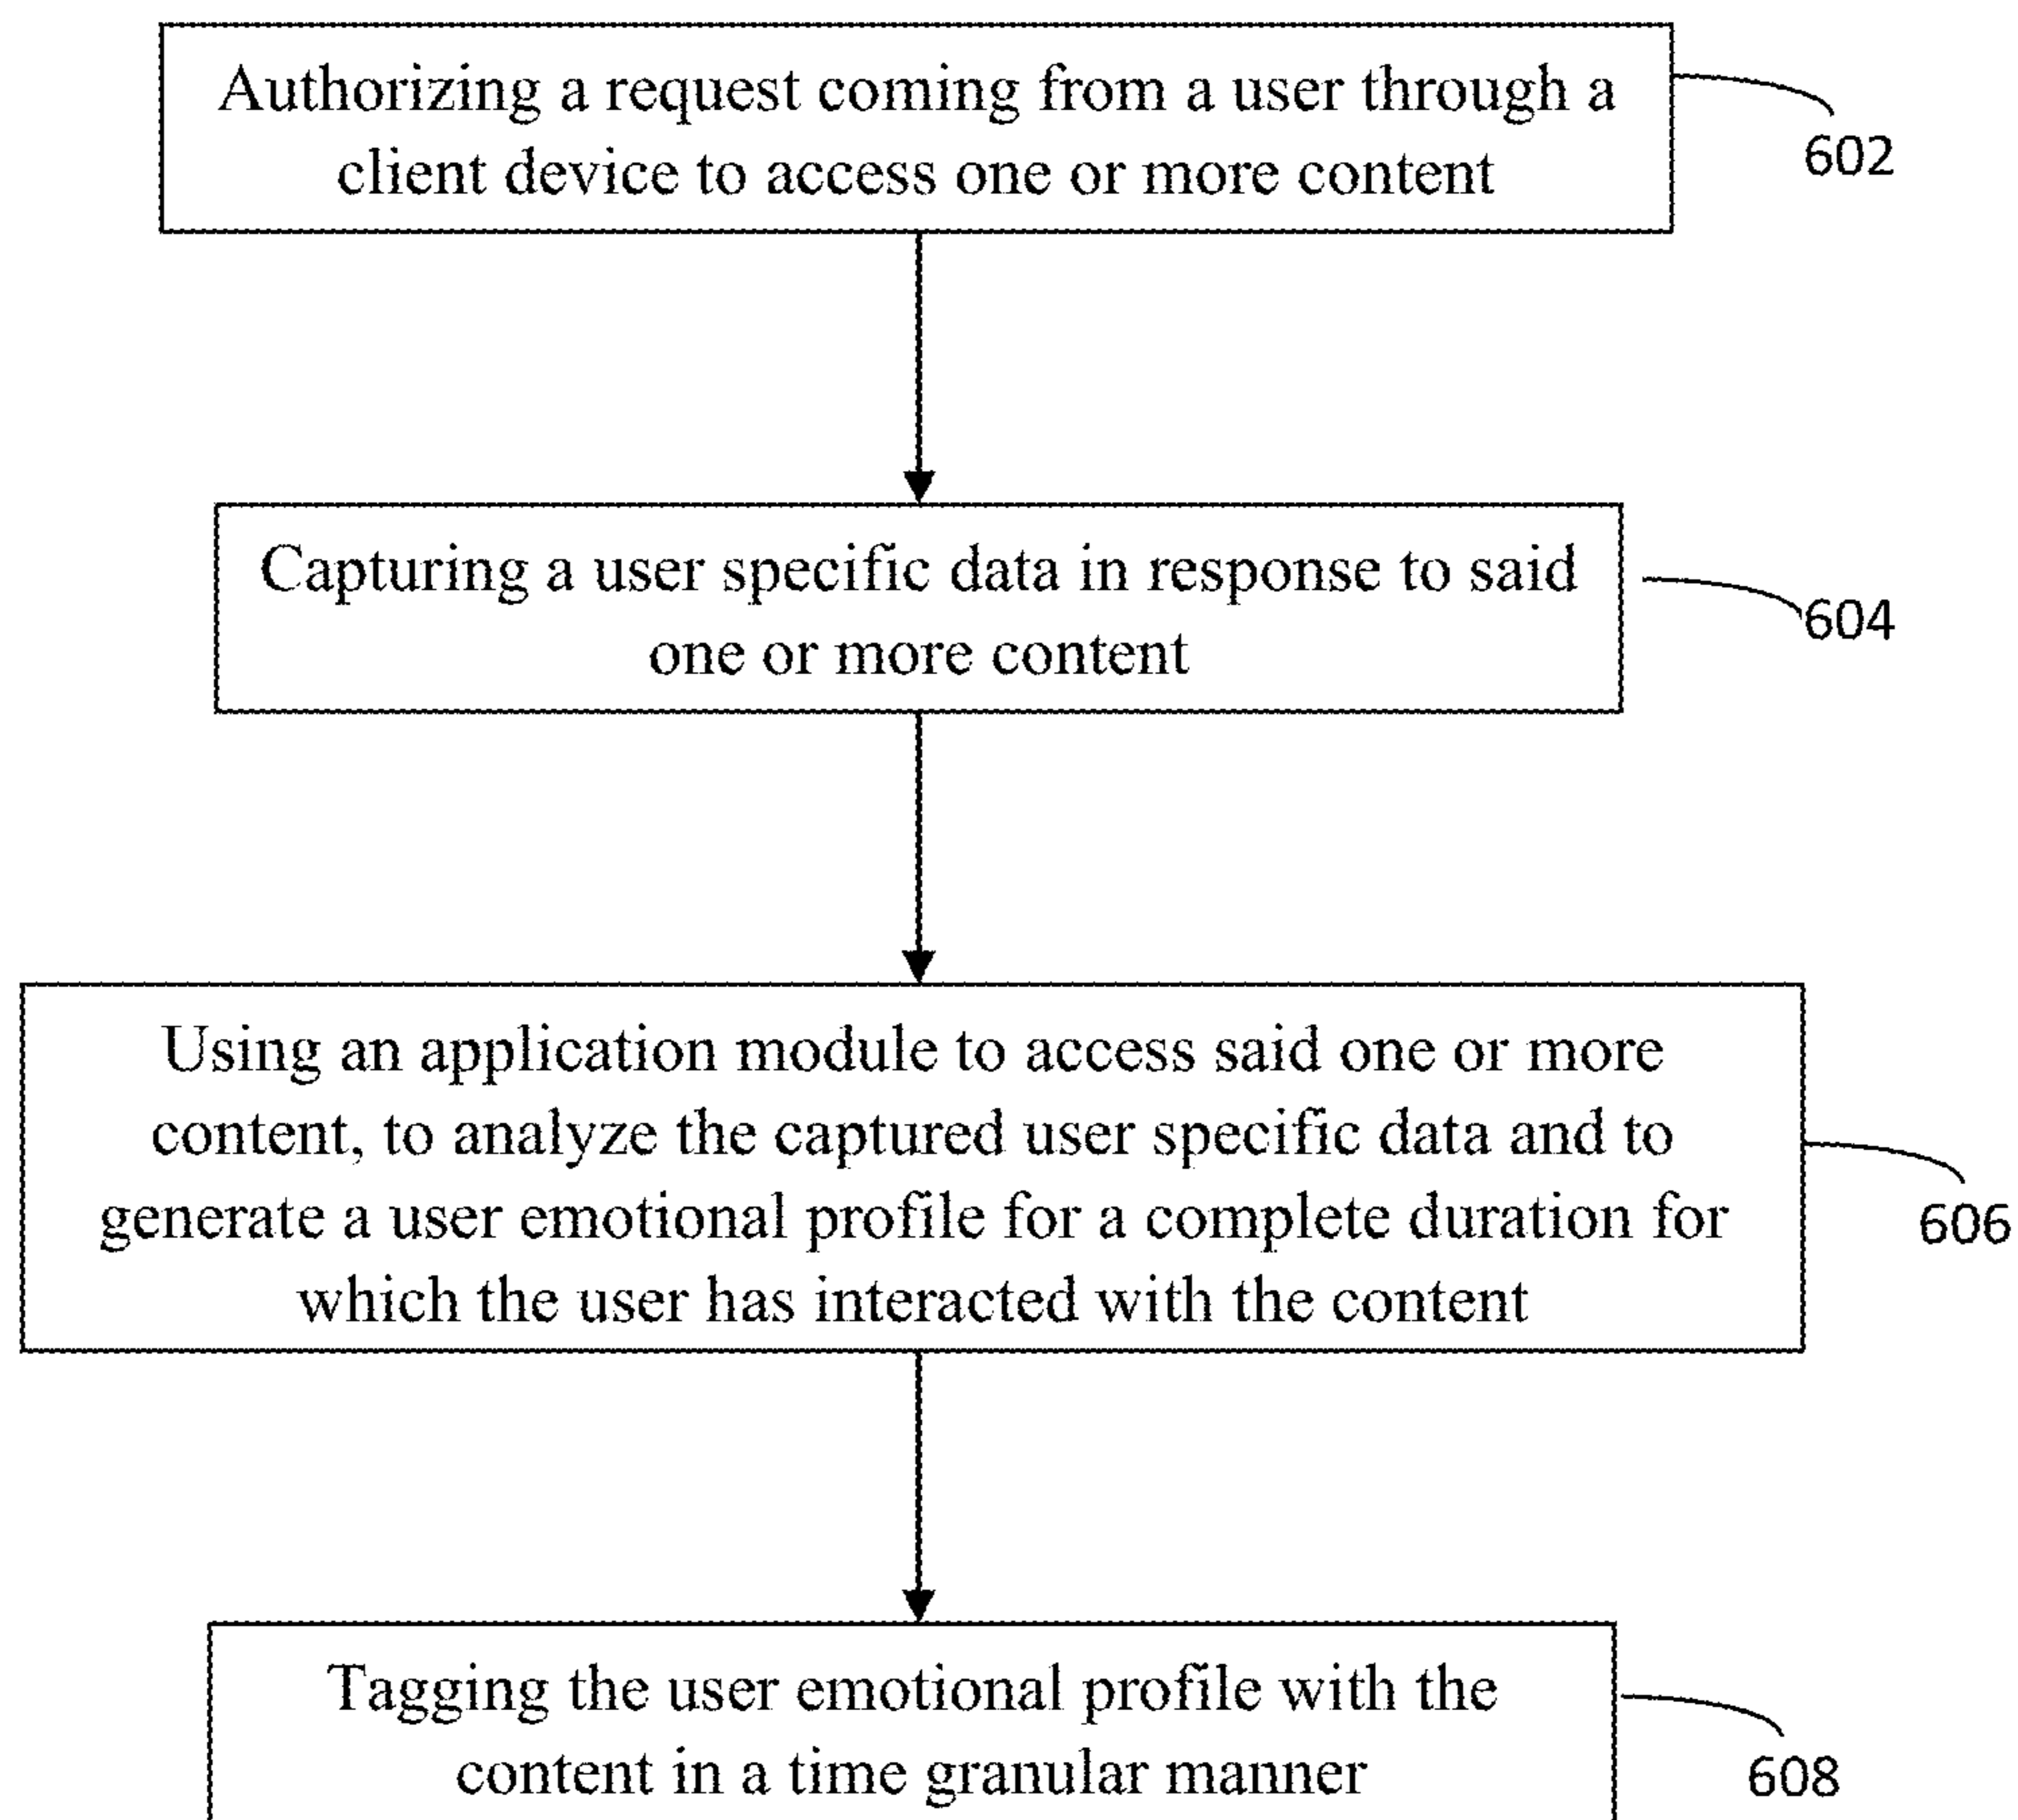 Authorizing a request coming from a user through a
client device to access one or more content
602
Capturing a user specific data in response to said
one or more content
604
Using an application module to access said one or more
content, to analyze the captured user specific data and to
generate a user emotional profile for a complete duration for
which the user has interacted with the content
606
Tagging the user emotional profile with the
content in a time granular manner
608